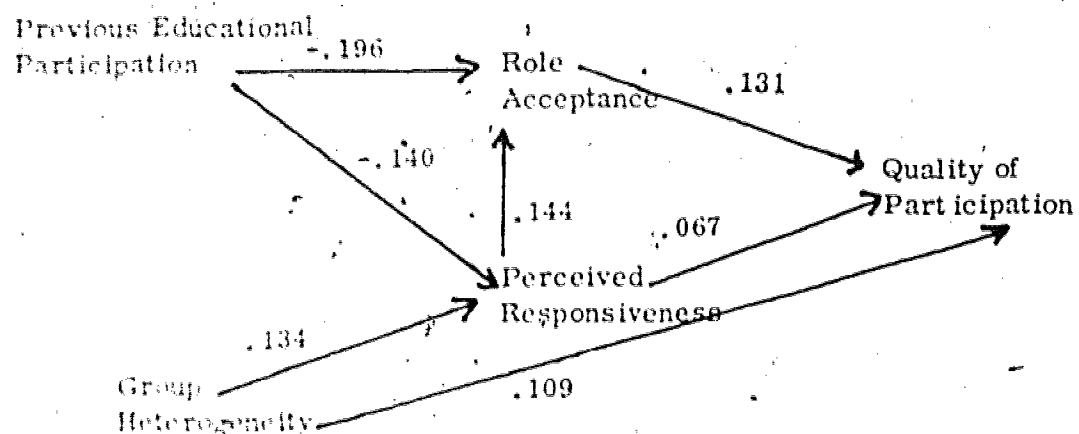 Previous Educational
Participation
-.196
Role
Acceptance
.131
-.140
.144
Quality of
Participation
.067
Perceived
Responsiveness
.134
Group
Heterogeneity
.109